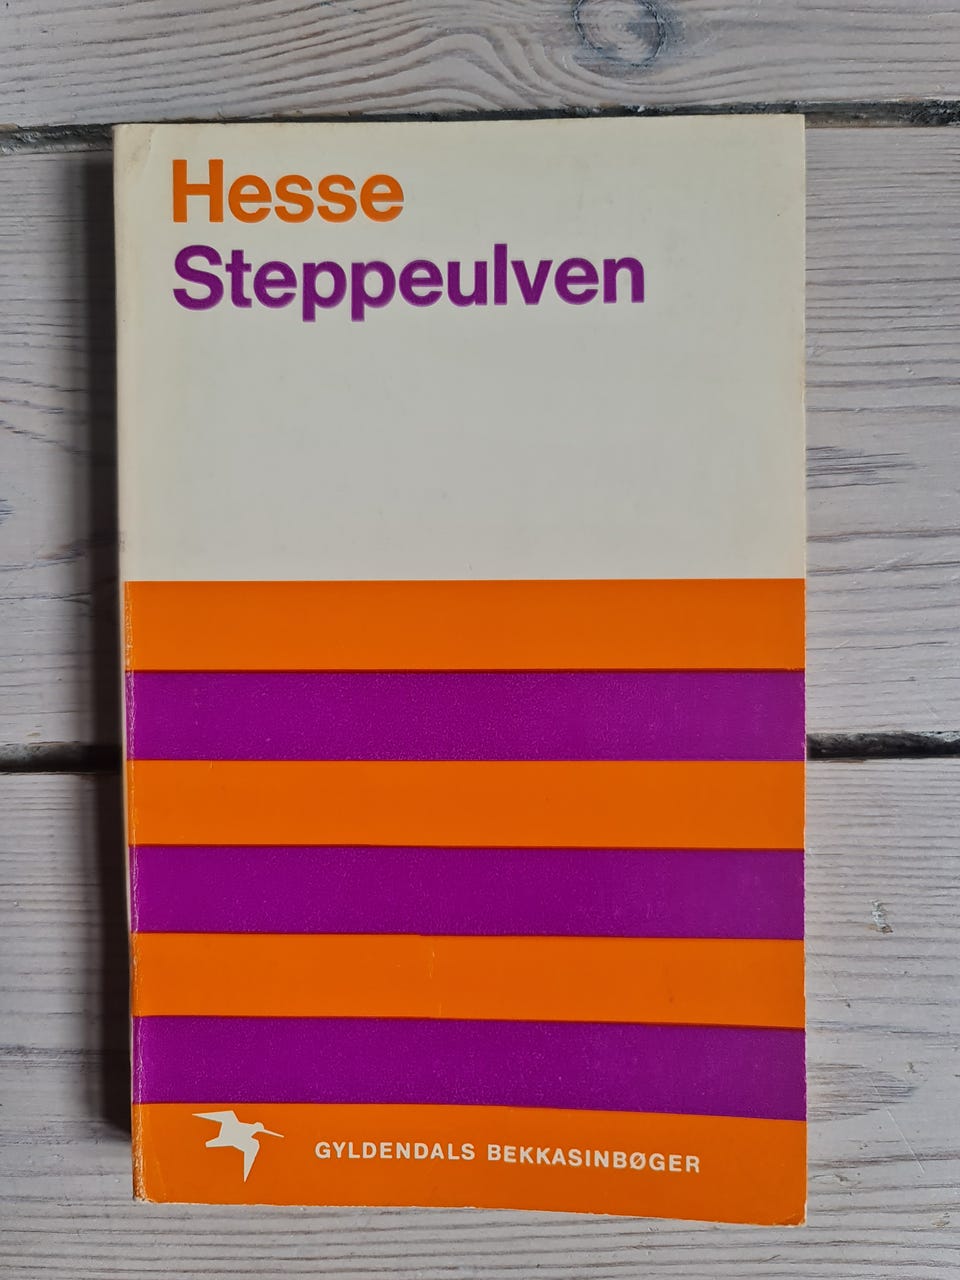 Hesse
Steppeulven
GYLDENDALS BEKKASINBØGER